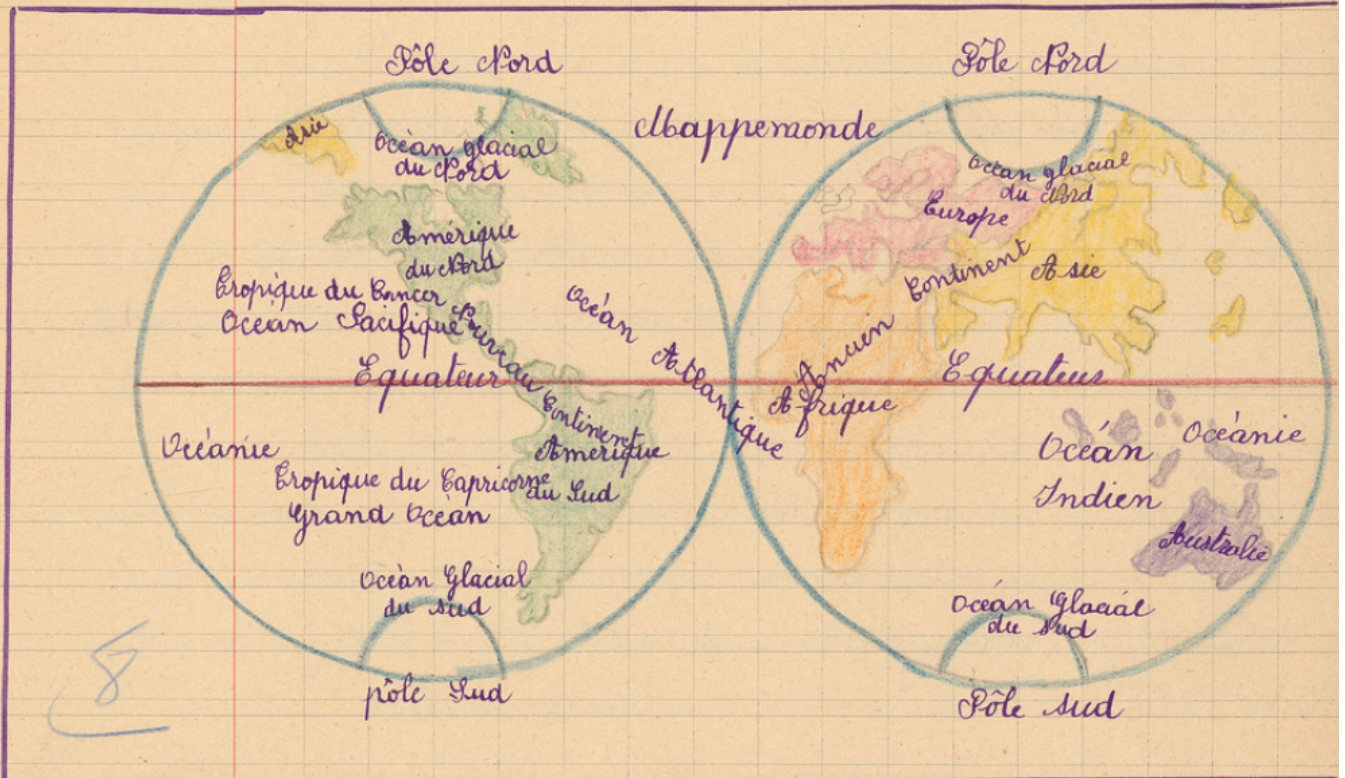 Pôle Nord
Pôle Nord
Mappemonde
Asie
Océan glacial
du Nord
Amérique
du Nord
Tropique du Cancer
Océan Pacifique
Nouveau Continent
Océan Atlantique
Equateur
Océanie
Amérique
du Sud
Tropique du Capricorne
Grand Océan
Océan Glacial
du sud
pôle Sud
Océan glacial
du Nord
Europe
Asie
Ancien Continent
Afrique
Equateur
Océan
Indien
Océanie
Australie
Océan Glacial
du sud
Pôle sud
8